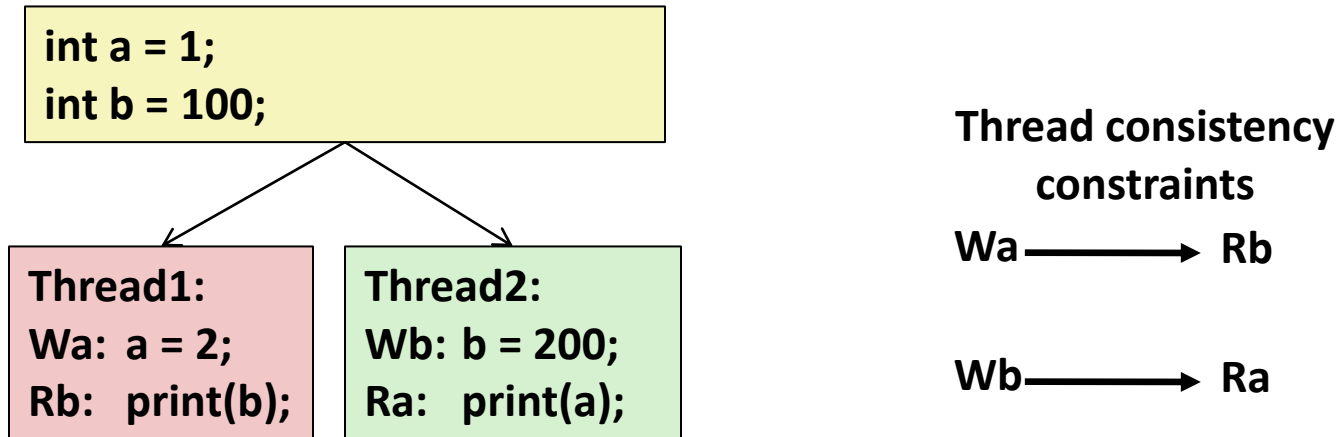 int a = 1;
int b = 100;
Thread1:
Wa: a = 2;
Rb: print(b);
Thread2:
Wb: b = 200;
Ra: print(a);
Thread consistency
constraints
Wa Rb
Wb Ra